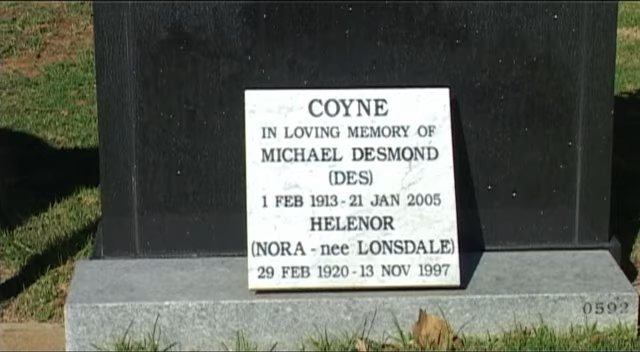 COYNE
IN LOVING MEMORY OF
MICHAEL DESMOND
(DES)
1 FEB 1913 - 21 JAN 2005
HELENOR
(NORA - nee LONSDALE)
29 FEB 1920 - 13 NOV 1997
0592